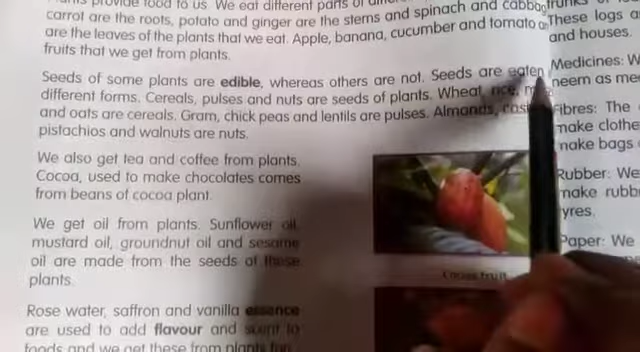 provide food to us. We eat different parts of
carrot are the roots, potato and ginger are the stems and spinach and cabbag
are the leaves of the plants that we eat. Apple, banana, cucumber and tomato a
fruits that we get from plants.
Seeds of some plants are edible, whereas others are not. Seeds are eaten
different forms. Cereals, pulses and nuts are seeds of plants. Wheat, rice,
and oats are cereals. Gram, chick peas and lentils are pulses. Almonds,
pistachios and walnuts are nuts.
We also get tea and coffee from plants.
Cocoa, used to make chocolates comes
from beans of cocoa plant.
We get oil from plants. Sunflower oil,
mustard oil, groundnut oil and sesame
oil are made from the seeds of these
plants.
Rose water, saffron and vanilla essence
are used to add flavour and scent to
foods and we get these from plants
Cocoa fruit
These logs a
and houses.
Medicines: W
neem as me
Fibres: The
make clothe
make bags
Rubber: We
make rubb
tyres.
Paper: We